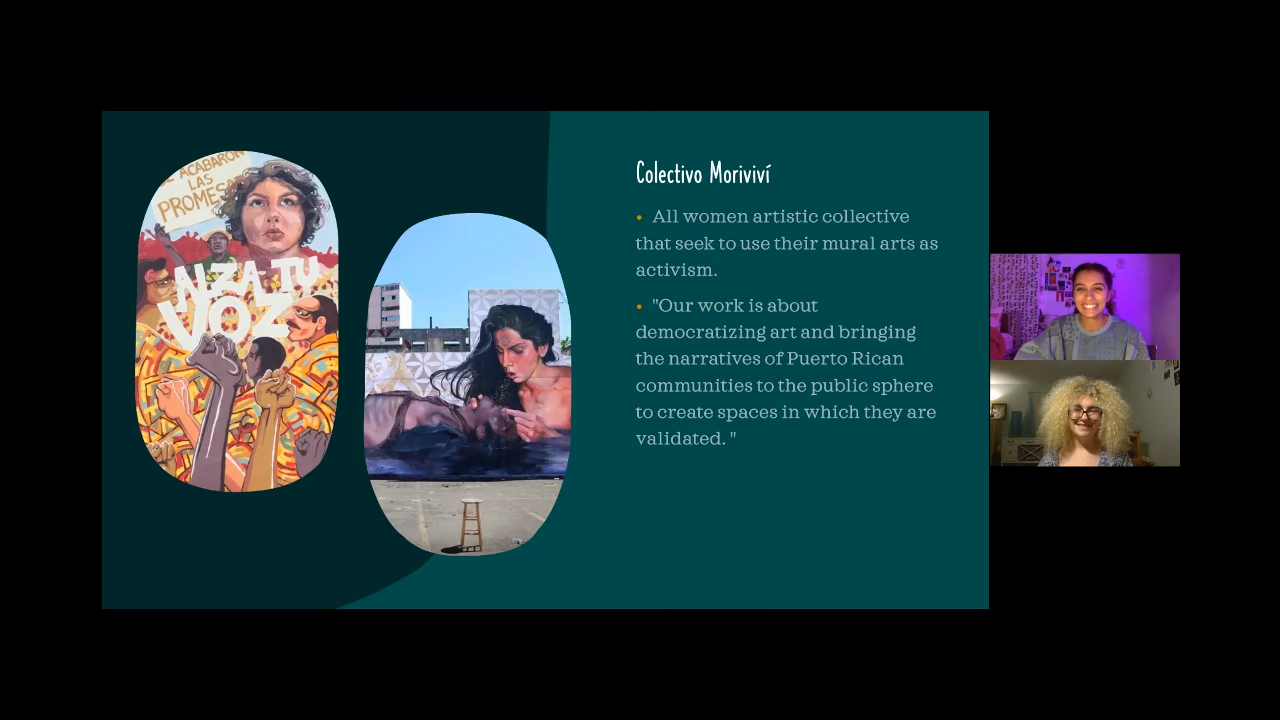 ACABARON
LAS
PROMESA
ALZA TU
VOZ
Colectivo Moriviví
• All women artistic collective
that seek to use their mural arts as
activism.
• "Our work is about
democratizing art and bringing
the narratives of Puerto Rican
communities to the public sphere
to create spaces in which they are
validated. "